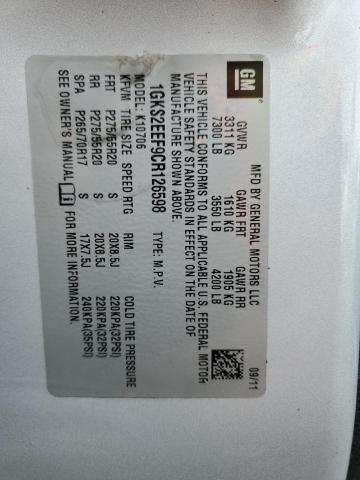 GM
MFD BY GENERAL MOTORS LLC
09/11
GVWR GAWR FRT GAWR RR
3311 KG 1610 KG 1905 KG
7300 LB 3550 LB 4200 LB
THIS VEHICLE CONFORMS TO ALL APPLICABLE U.S. FEDERAL MOTOR
VEHICLE SAFETY STANDARDS IN EFFECT ON THE DATE OF
MANUFACTURE SHOWN ABOVE.
1GKS2EEF9CR126598 TYPE: M.P.V.
MODEL: K10706
KFVM TIRE SIZE SPEED RTG RIM COLD TIRE PRESSURE
FRT P275/55R20 S 20X8.5J 220KPA(32PSI)
RR P275/55R20 S 20X8.5J 220KPA(32PSI)
SPA P265/70R17 S 17X7.5J 240KPA(35PSI)
SEE OWNER'S MANUAL